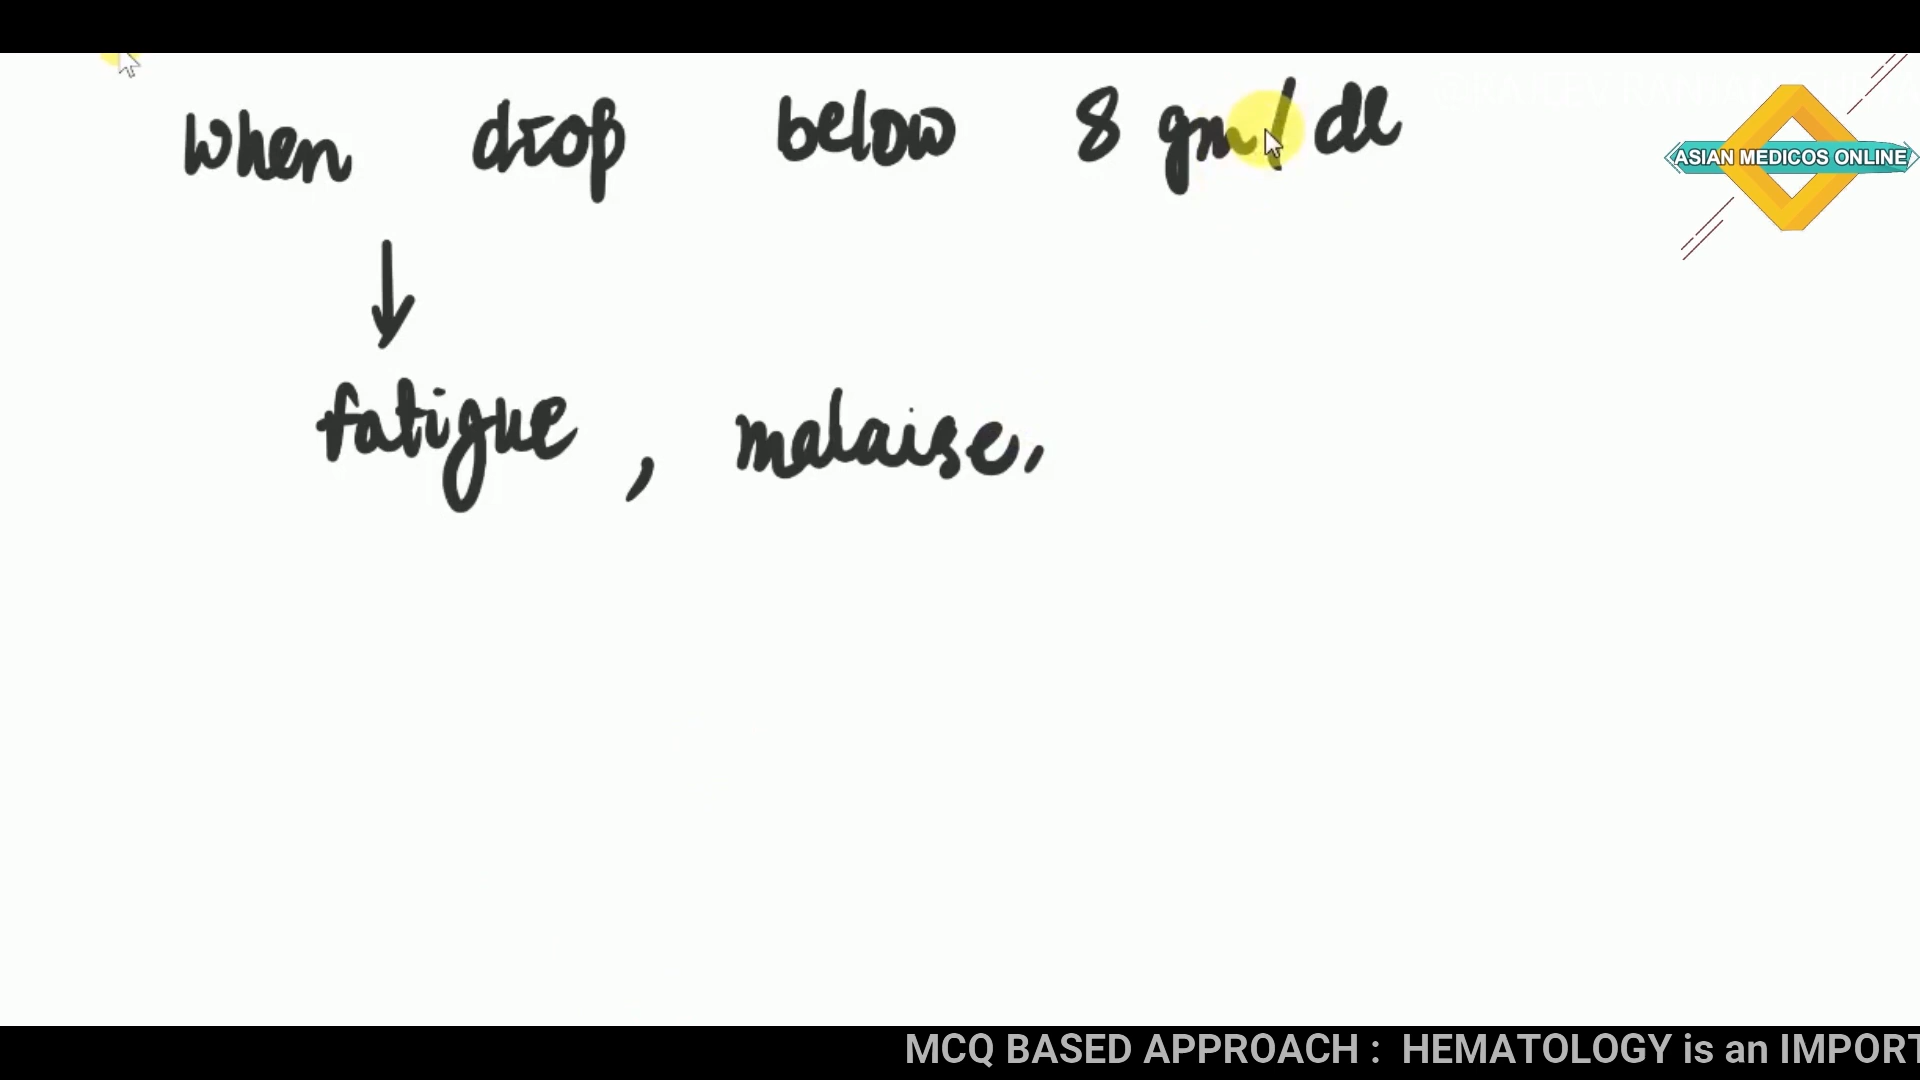 When drop below 8 gm/dl
↓
fatigue, malaise,
ASIAN MEDICOS ONLINE
MCQ BASED APPROACH : HEMATOLOGY is an IMPORT